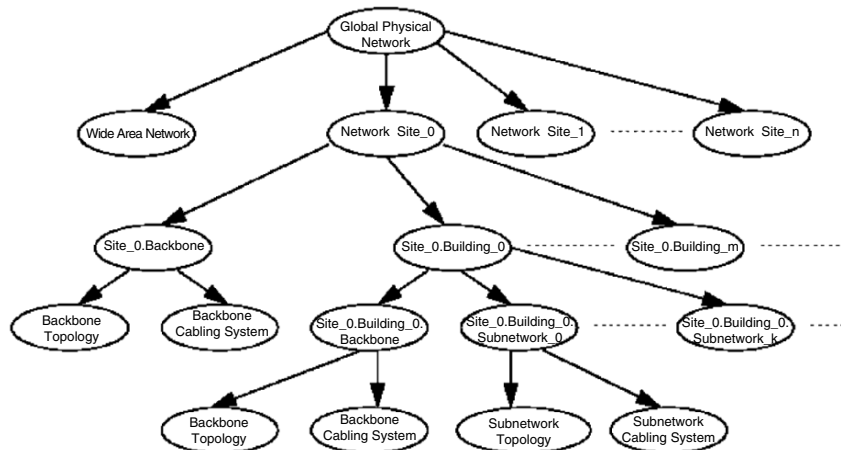 Global Physical
Network
Wide Area Network
Network Site_0
Network Site_1
Network Site_n
Site_0.Backbone
Site_0.Building_0
Site_0.Building_m
Backbone
Topology
Backbone
Cabling System
Site_0.Building_0.
Backbone
Site_0.Building_0.
Subnetwork_0
Site_0.Building_0.
Subnetwork_k
Backbone
Topology
Backbone
Cabling System
Subnetwork
Topology
Subnetwork
Cabling System